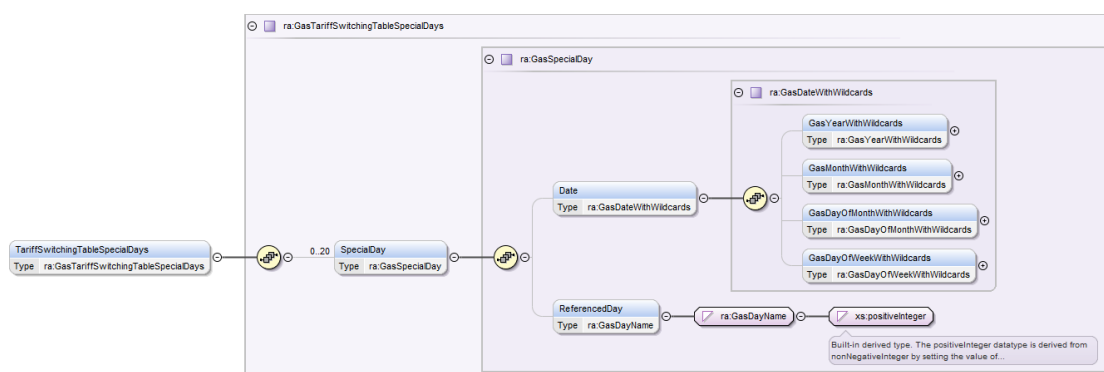 ra:GasTariffSwitchingTableSpecialDays
ra:GasSpecialDay
ra:GasDateWithWildcards
GasYearWithWildcards
Type ra:GasYearWithWildcards
GasMonthWithWildcards
Type ra:GasMonthWithWildcards
Date
Type ra:GasDateWithWildcards
GasDayOfMonthWithWildcards
Type ra:GasDayOfMonthWithWildcards
TariffSwitchingTableSpecialDays
Type ra:GasTariffSwitchingTableSpecialDays
0..20
SpecialDay
Type ra:GasSpecialDay
GasDayOfWeekWithWildcards
Type ra:GasDayOfWeekWithWildcards
ReferencedDay
Type ra:GasDayName
ra:GasDayName
xs:positiveInteger
Built-in derived type. The positiveInteger datatype is derived from
nonNegativeInteger by setting the value of...